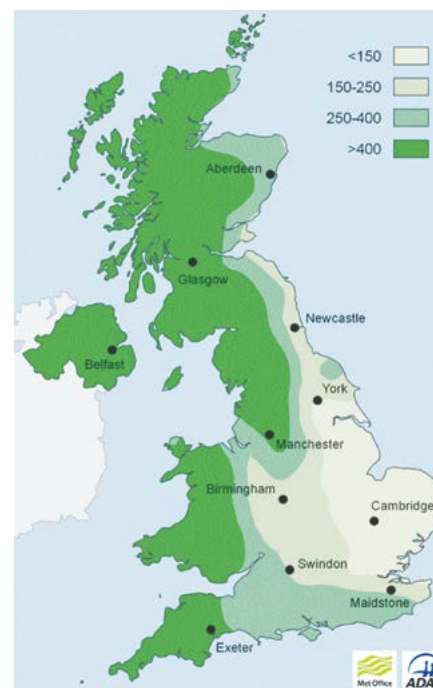 <150
150-250
250-400
>400
Aberdeen
Glasgow
Newcastle
Belfast
York
Manchester
Birmingham
Cambridge
Swindon
Maidstone
Exeter
Met Office
ADA